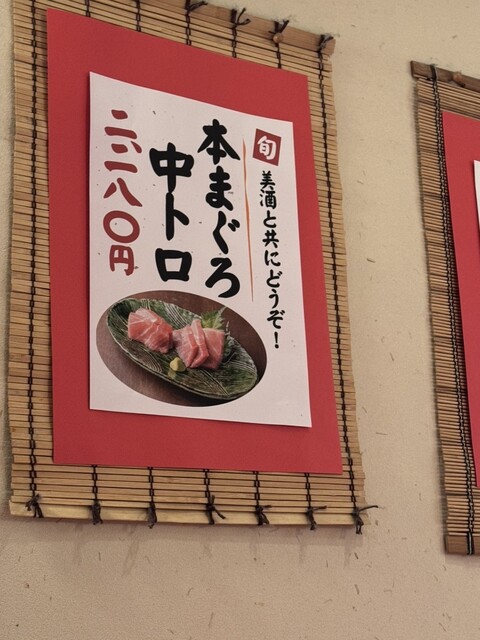 旬
美酒と共にどうぞ！
本まぐろ
中トロ
二、一八〇円